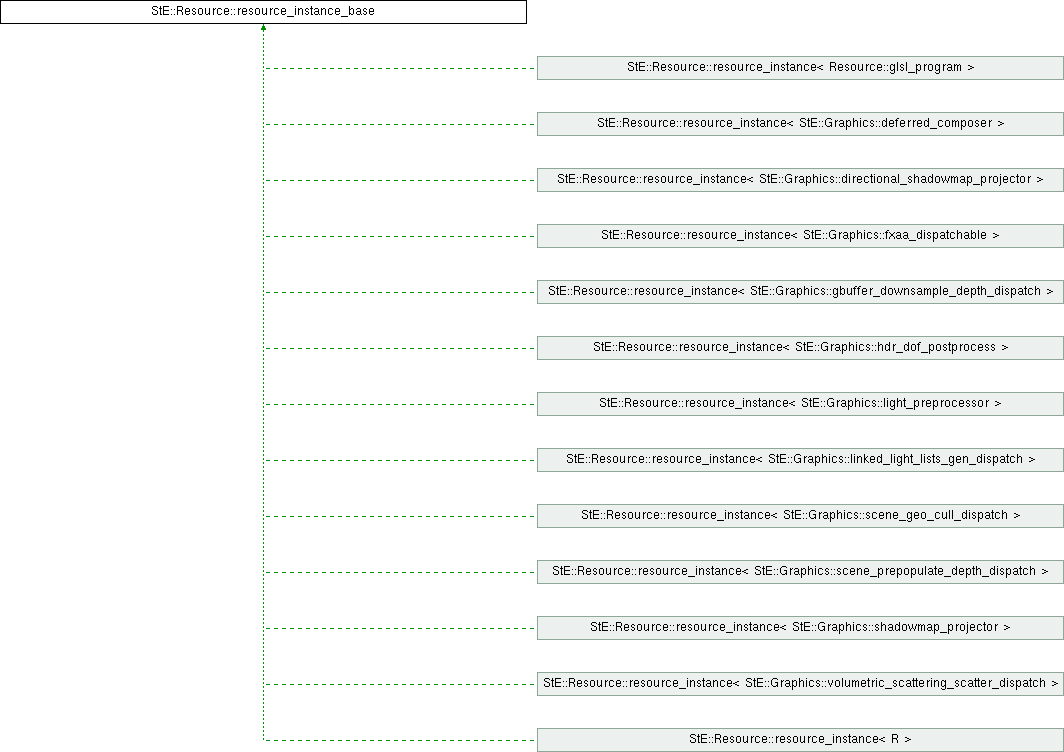 StE::Resource::resource_instance_base
StE::Resource::resource_instance< Resource::glsl_program >
StE::Resource::resource_instance< StE::Graphics::deferred_composer >
StE::Resource::resource_instance< StE::Graphics::directional_shadowmap_projector >
StE::Resource::resource_instance< StE::Graphics::fxaa_dispatchable >
StE::Resource::resource_instance< StE::Graphics::gbuffer_downsample_depth_dispatch >
StE::Resource::resource_instance< StE::Graphics::hdr_dof_postprocess >
StE::Resource::resource_instance< StE::Graphics::light_preprocessor >
StE::Resource::resource_instance< StE::Graphics::linked_light_lists_gen_dispatch >
StE::Resource::resource_instance< StE::Graphics::scene_geo_cull_dispatch >
StE::Resource::resource_instance< StE::Graphics::scene_prepopulate_depth_dispatch >
StE::Resource::resource_instance< StE::Graphics::shadowmap_projector >
StE::Resource::resource_instance< StE::Graphics::volumetric_scattering_scatter_dispatch >
StE::Resource::resource_instance< R >